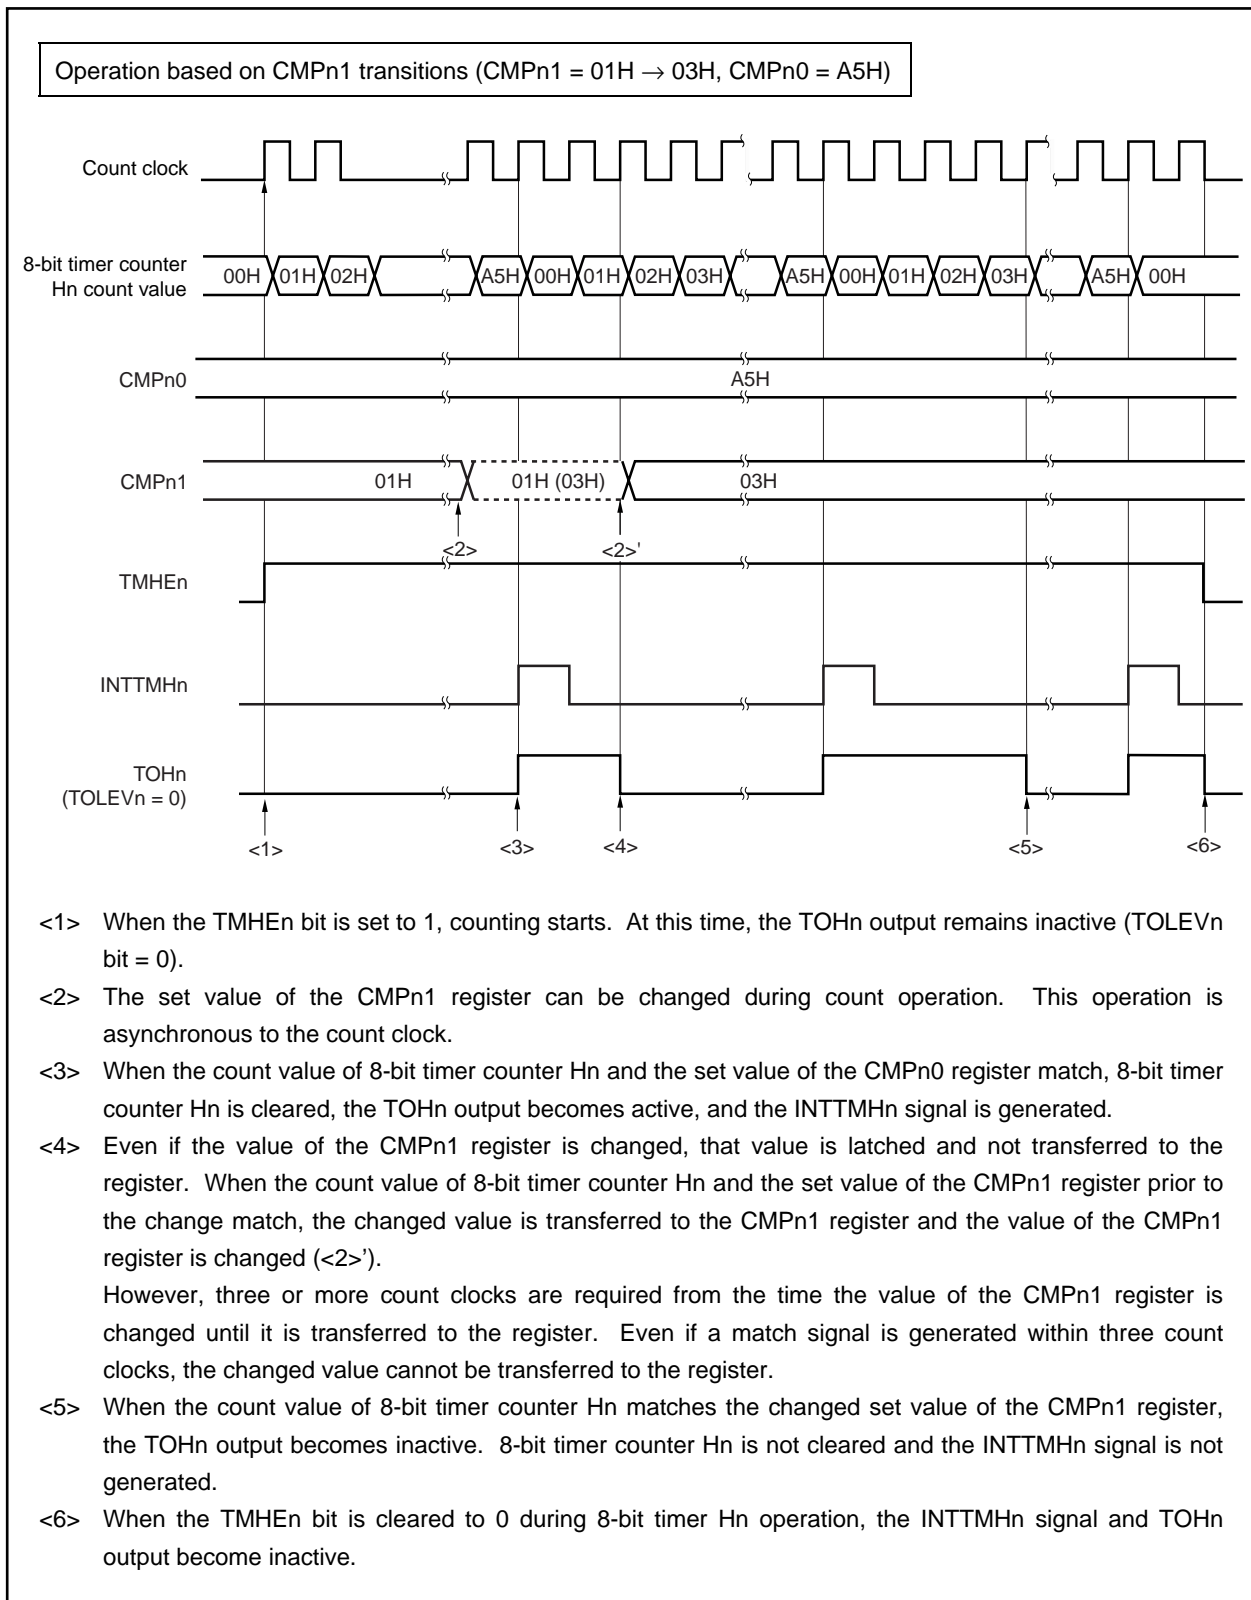 Operation based on CMPn1 transitions (CMPn1 = 01H → 03H, CMPn0 = A5H)
Count clock
8-bit timer counter
Hn count value
00H 01H 02H A5H 00H 01H 02H 03H A5H 00H 01H 02H 03H A5H 00H
CMPn0
A5H
CMPn1
01H 01H (03H) 03H
<2> <2>'
TMHEn
INTTMHn
TOHn
(TOLEVn = 0)
<1> <3> <4> <5> <6>
<1> When the TMHEn bit is set to 1, counting starts. At this time, the TOHn output remains inactive (TOLEVn
bit = 0).
<2> The set value of the CMPn1 register can be changed during count operation. This operation is
asynchronous to the count clock.
<3> When the count value of 8-bit timer counter Hn and the set value of the CMPn0 register match, 8-bit timer
counter Hn is cleared, the TOHn output becomes active, and the INTTMHn signal is generated.
<4> Even if the value of the CMPn1 register is changed, that value is latched and not transferred to the
register. When the count value of 8-bit timer counter Hn and the set value of the CMPn1 register prior to
the change match, the changed value is transferred to the CMPn1 register and the value of the CMPn1
register is changed (<2>’).
However, three or more count clocks are required from the time the value of the CMPn1 register is
changed until it is transferred to the register. Even if a match signal is generated within three count
clocks, the changed value cannot be transferred to the register.
<5> When the count value of 8-bit timer counter Hn matches the changed set value of the CMPn1 register,
the TOHn output becomes inactive. 8-bit timer counter Hn is not cleared and the INTTMHn signal is not
generated.
<6> When the TMHEn bit is cleared to 0 during 8-bit timer Hn operation, the INTTMHn signal and TOHn
output become inactive.